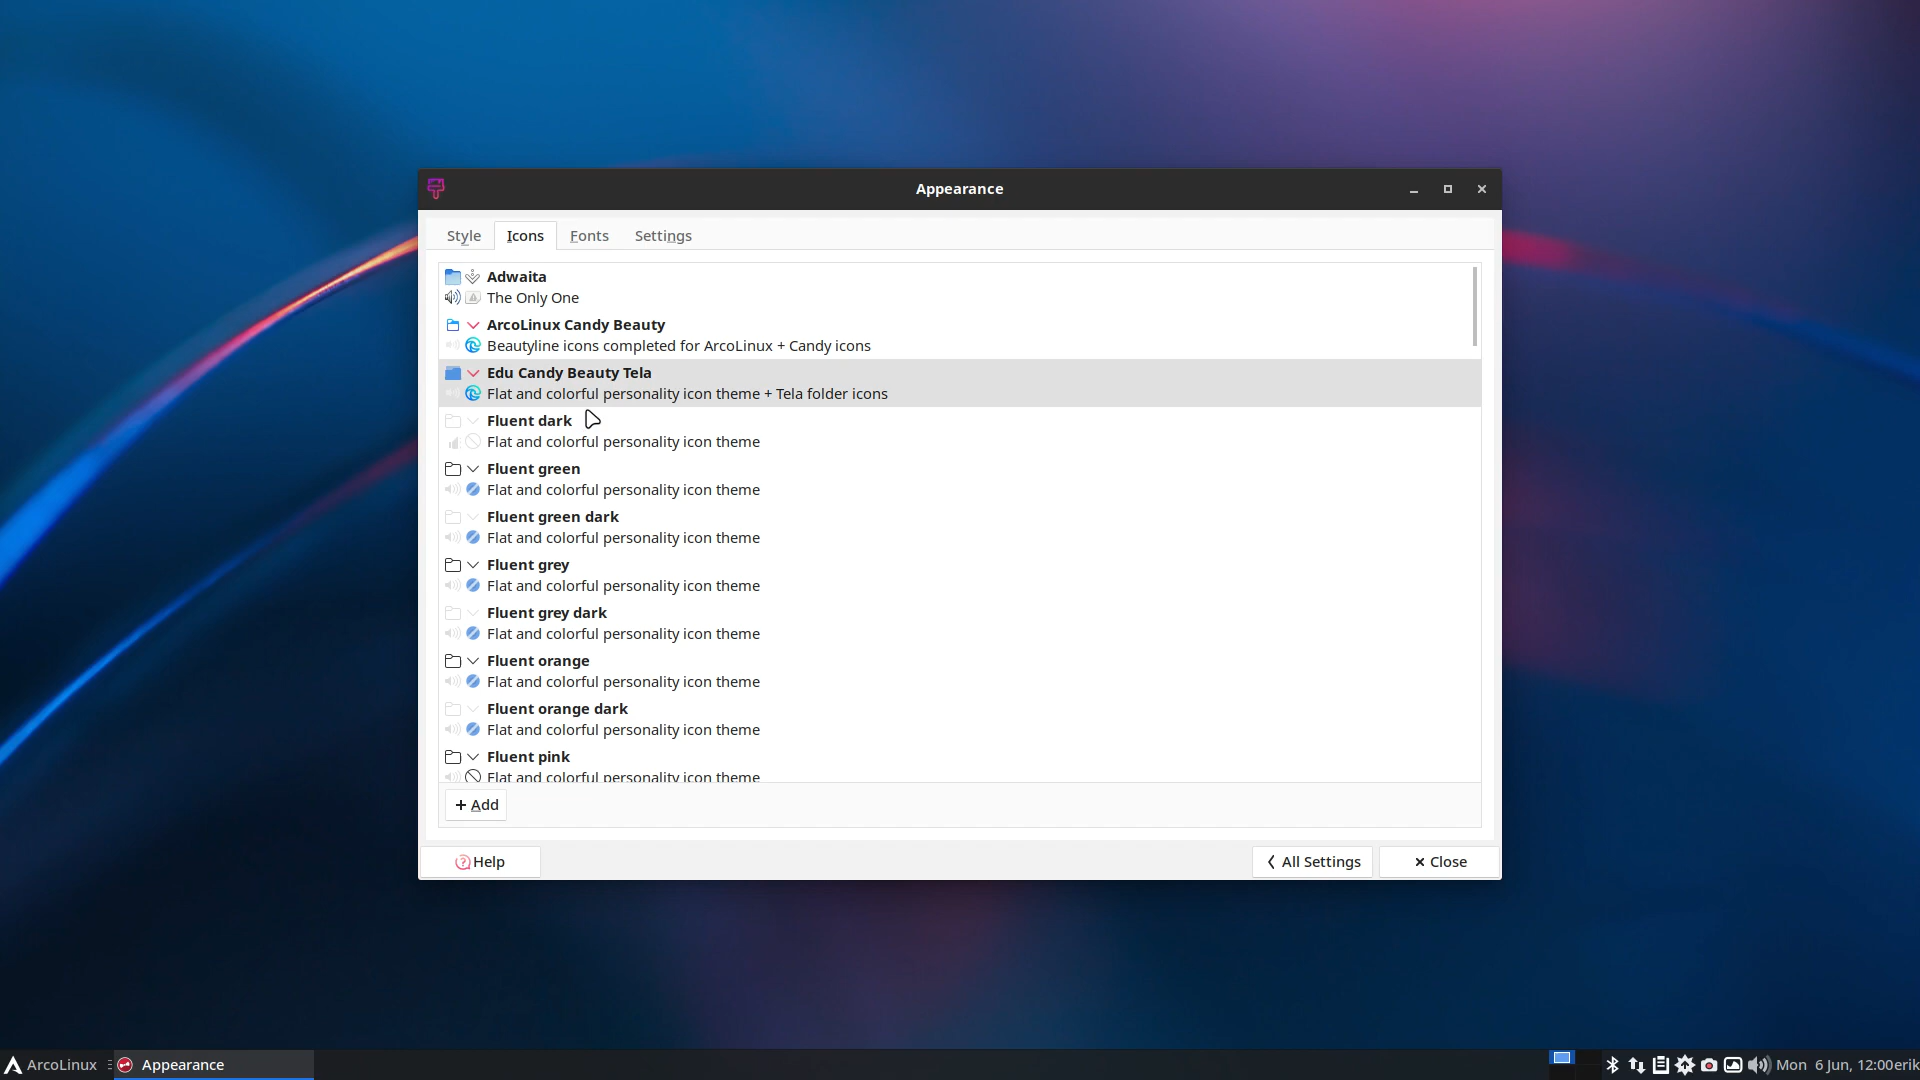 Appearance
Style
Icons
Fonts
Settings
Adwaita
The Only One
ArcoLinux Candy Beauty
Beautyline icons completed for ArcoLinux + Candy icons
Edu Candy Beauty Tela
Flat and colorful personality icon theme + Tela folder icons
Fluent dark
Flat and colorful personality icon theme
Fluent green
Flat and colorful personality icon theme
Fluent green dark
Flat and colorful personality icon theme
Fluent grey
Flat and colorful personality icon theme
Fluent grey dark
Flat and colorful personality icon theme
Fluent orange
Flat and colorful personality icon theme
Fluent orange dark
Flat and colorful personality icon theme
Fluent pink
Flat and colorful personality icon theme
+ Add
Help
All Settings
Close
ArcoLinux
Appearance
Mon 6 Jun, 12:00erik